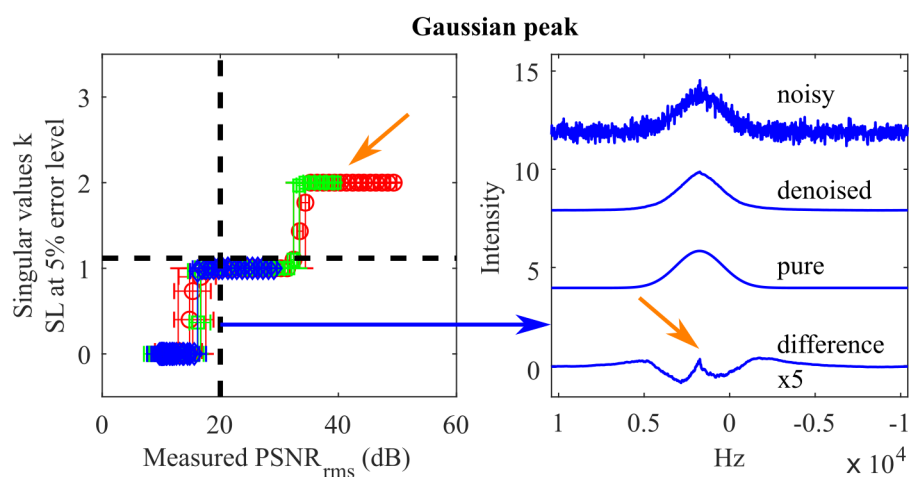 Gaussian peak
Singular values k
SL at 5% error level
3
2
1
0
0
20
40
60
Measured PSNRrms (dB)
Intensity
15
10
5
0
noisy
denoised
pure
difference
x5
1
0.5
0
-0.5
-1
Hz
x 10^4